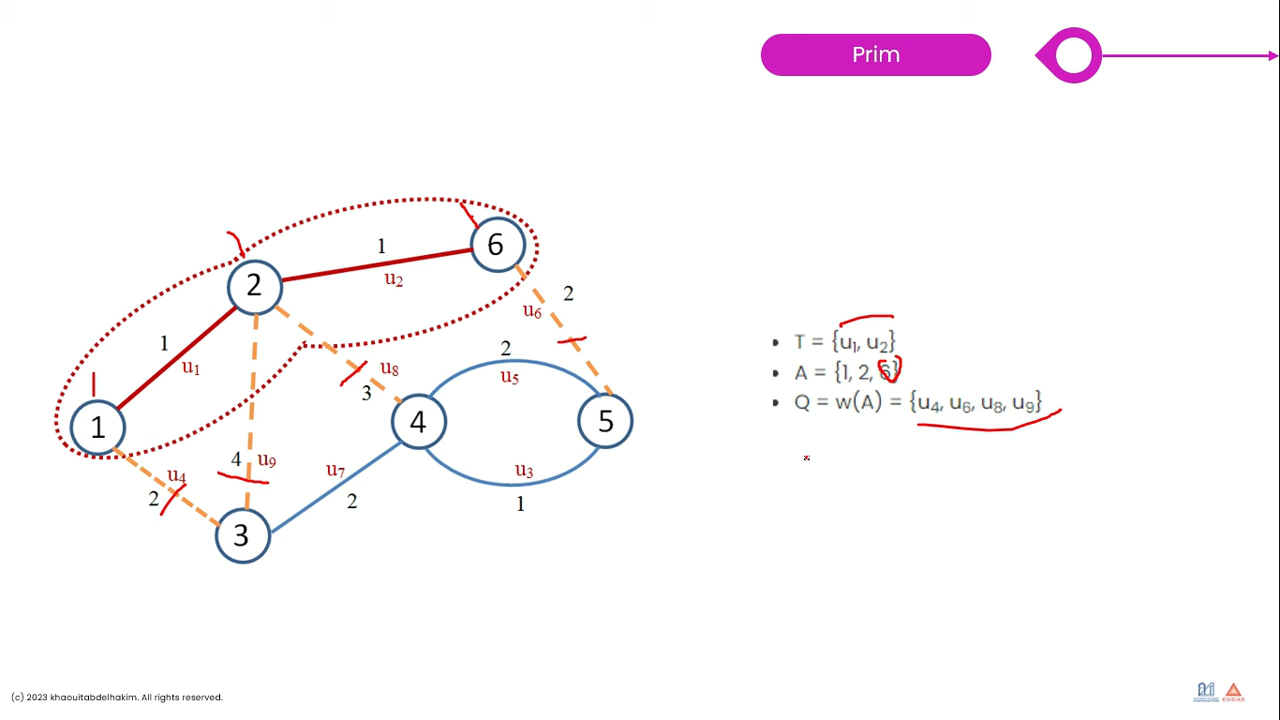 Prim
1
u₂
6
2
1
u₁
2
u₆
1
2
u₅
u₈
3
4
5
4
u₉
u₄
2
u₇
2
u₃
1
3
• T = {u₁, u₂}
• A = {1, 2, 6}
• Q = w(A) = {u₄, u₆, u₈, u₉}
(c) 2023 khaouitabdelhakim. All rights reserved.
ENSIAS